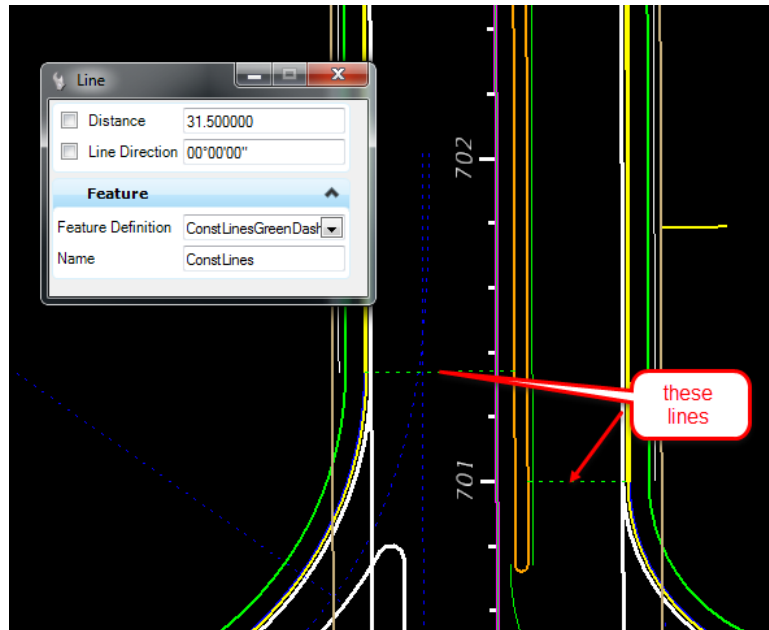 Line
Distance 31.500000
Line Direction 00°00'00"
Feature
Feature Definition ConstLinesGreenDash
Name ConstLines
702
these
lines
701